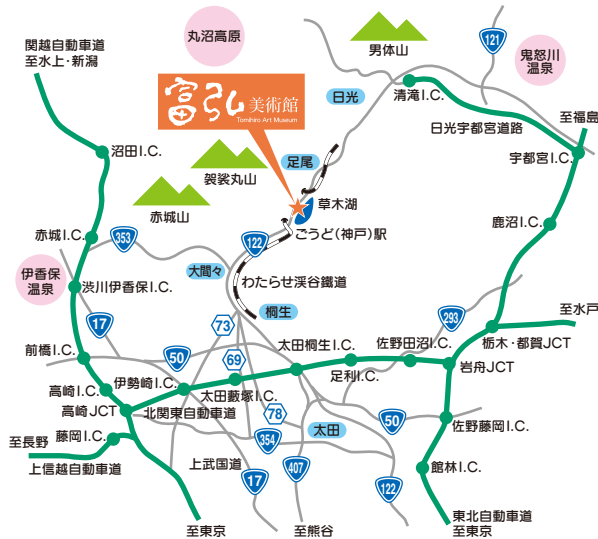 関越自動車道
至水上・新潟
丸沼高原
男体山
121
鬼怒川
温泉
富弘美術館
Tomihiro Art Museum
日光
清滝I.C.
日光宇都宮道路
至福島
宇都宮I.C.
沼田I.C.
袈裟丸山
足尾
草木湖
赤城山
鹿沼I.C.
赤城I.C.
353
122
ごうど(神戸)駅
伊香保
温泉
渋川伊香保I.C.
大間々
わたらせ渓谷鐵道
桐生
293
至水戸
17
73
栃木・都賀JCT
前橋I.C.
50
69
太田桐生I.C.
佐野田沼I.C.
岩舟JCT
足利I.C.
高崎I.C.
伊勢崎I.C.
太田藪塚I.C.
高崎JCT
北関東自動車道
78
太田
50
佐野藤岡I.C.
至長野
藤岡I.C.
354
上信越自動車道
上武国道
17
407
122
館林I.C.
至東京
至熊谷
東北自動車道
至東京